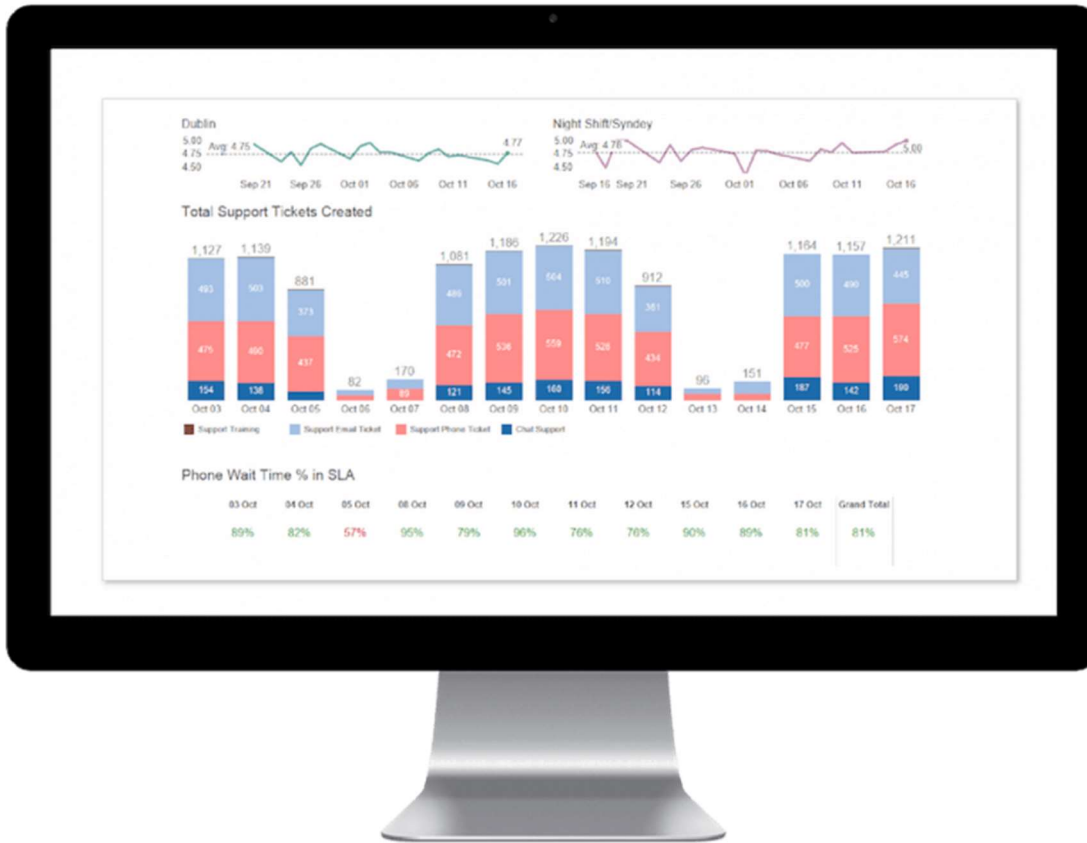 Dublin
5.00
4.75
4.50
Avg: 4.75
4.77
Sep 21 Sep 26 Oct 01 Oct 06 Oct 11 Oct 16
Night Shift/Syndey
5.00
4.75
4.50
Avg: 4.78
5.00
Sep 16 Sep 21 Sep 26 Oct 01 Oct 06 Oct 11 Oct 16
Total Support Tickets Created
1,127 1,139 881 82 170 1,081 1,186 1,226 1,194 912 96 151 1,164 1,157 1,211
493 503 373 486 501 504 510 361 500 490 445
475 490 437 89 472 536 559 526 434 477 525 574
154 138 121 145 160 150 114 187 142 190
Oct 03 Oct 04 Oct 05 Oct 06 Oct 07 Oct 08 Oct 09 Oct 10 Oct 11 Oct 12 Oct 13 Oct 14 Oct 15 Oct 16 Oct 17
Support Training Support Email Ticket Support Phone Ticket Chat Support
Phone Wait Time % in SLA
03 Oct 04 Oct 05 Oct 08 Oct 09 Oct 10 Oct 11 Oct 12 Oct 15 Oct 16 Oct 17 Oct Grand Total
89% 82% 57% 95% 79% 96% 76% 76% 90% 89% 81% 81%